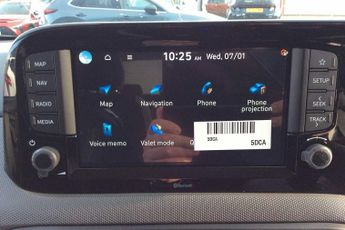 10:25 AM Wed, 07/01
MAP
NAV
RADIO
MEDIA
☆
SETUP
SEEK
TRACK
Map
Navigation
Phone
Phone projection
Voice memo
Valet mode
SDCA
Bluetooth